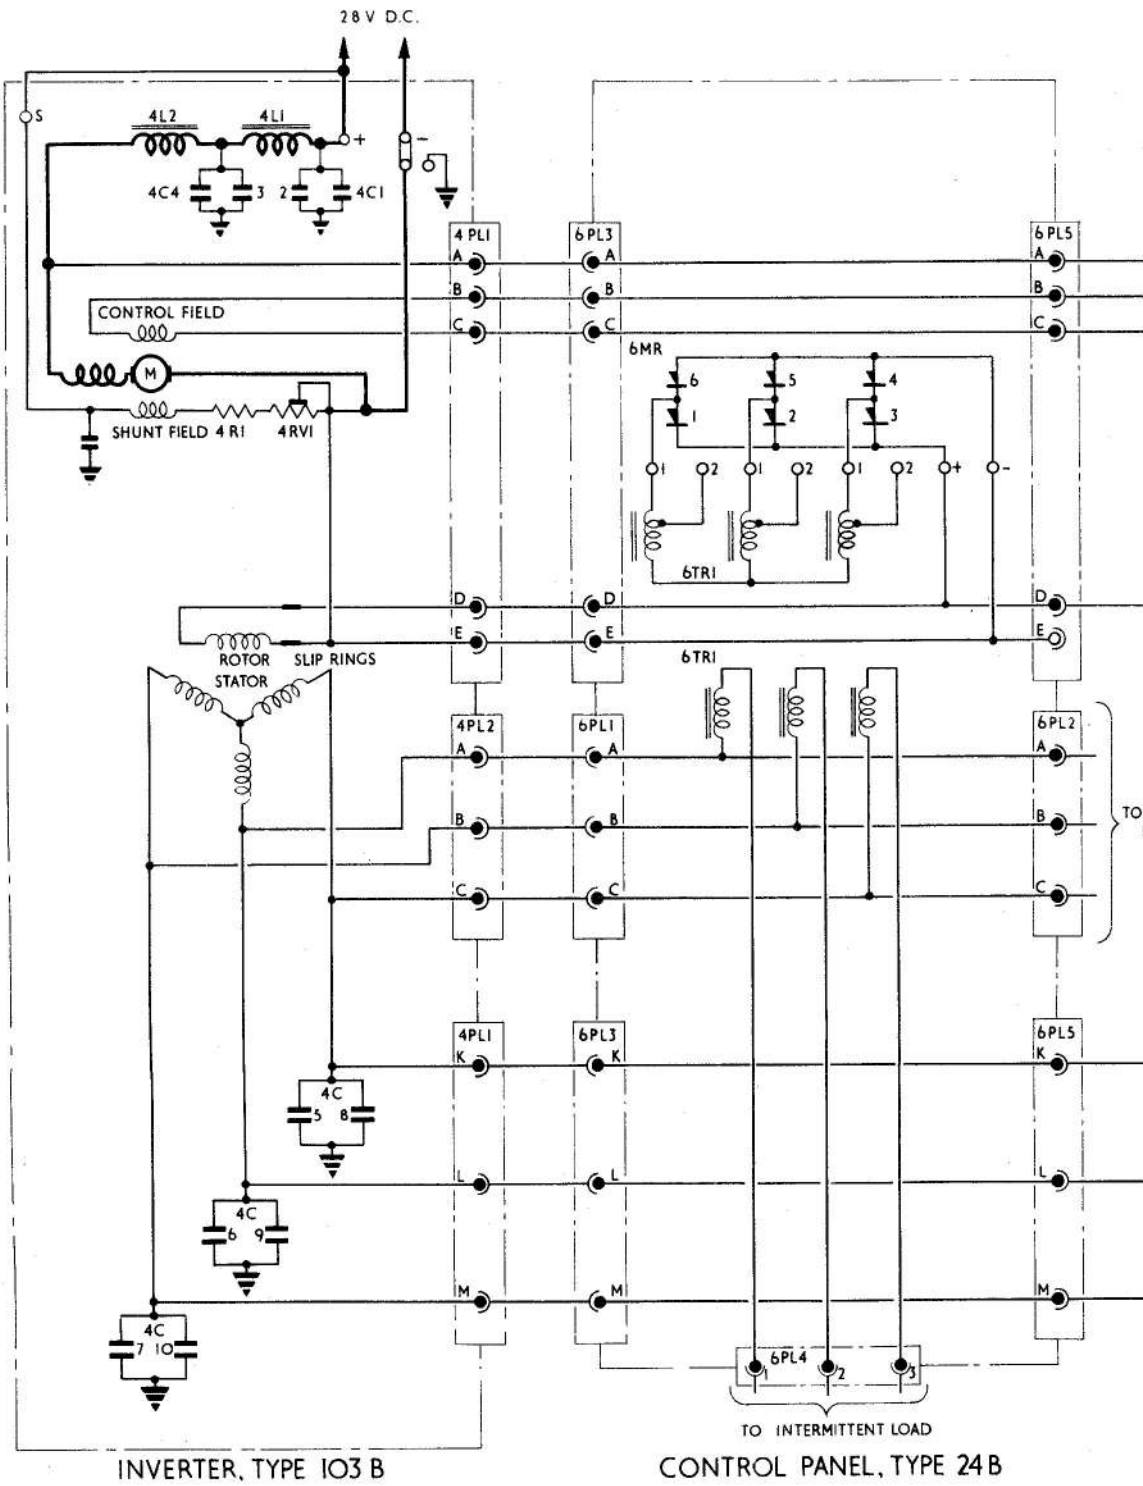 28 V D.C.
S
4L2
4L1
+
-
4C4
3
2
4C1
4 PL1
6 PL3
6 PL5
A
A
A
B
B
B
CONTROL FIELD
C
C
C
6MR
M
6
5
4
1
2
3
SHUNT FIELD
4 R1
4RV1
1
2
1
2
1
2
+
-
6TR1
D
D
D
E
E
E
ROTOR
SLIP RINGS
STATOR
6TR1
4PL2
6PL1
6PL2
A
A
A
B
B
B
TO
C
C
C
4PL1
6PL3
6PL5
K
K
K
4C
5
8
L
L
L
4C
6
9
M
M
M
4C
7
10
6PL4
1
2
3
TO INTERMITTENT LOAD
INVERTER, TYPE 103 B
CONTROL PANEL, TYPE 24 B